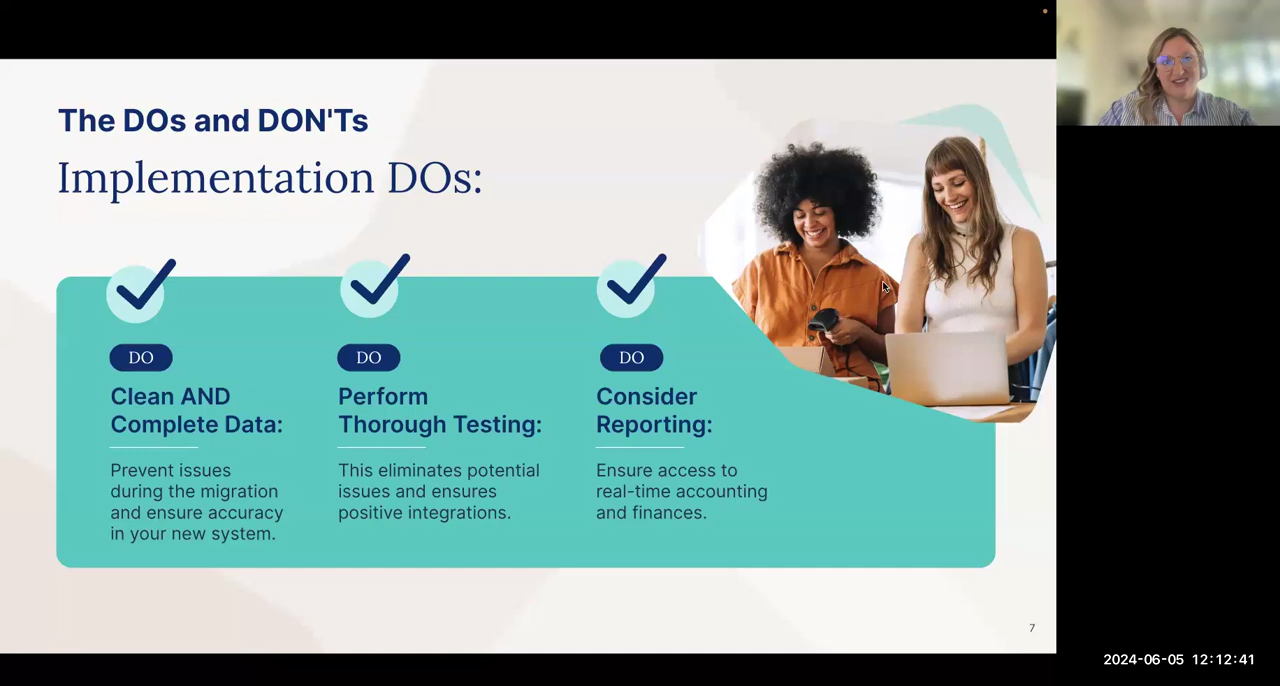 The DOs and DON'Ts
Implementation DOs:
DO
Clean AND
Complete Data:
Prevent issues
during the migration
and ensure accuracy
in your new system.
DO
Perform
Thorough Testing:
This eliminates potential
issues and ensures
positive integrations.
DO
Consider
Reporting:
Ensure access to
real-time accounting
and finances.
7
2024-06-05 12:12:41